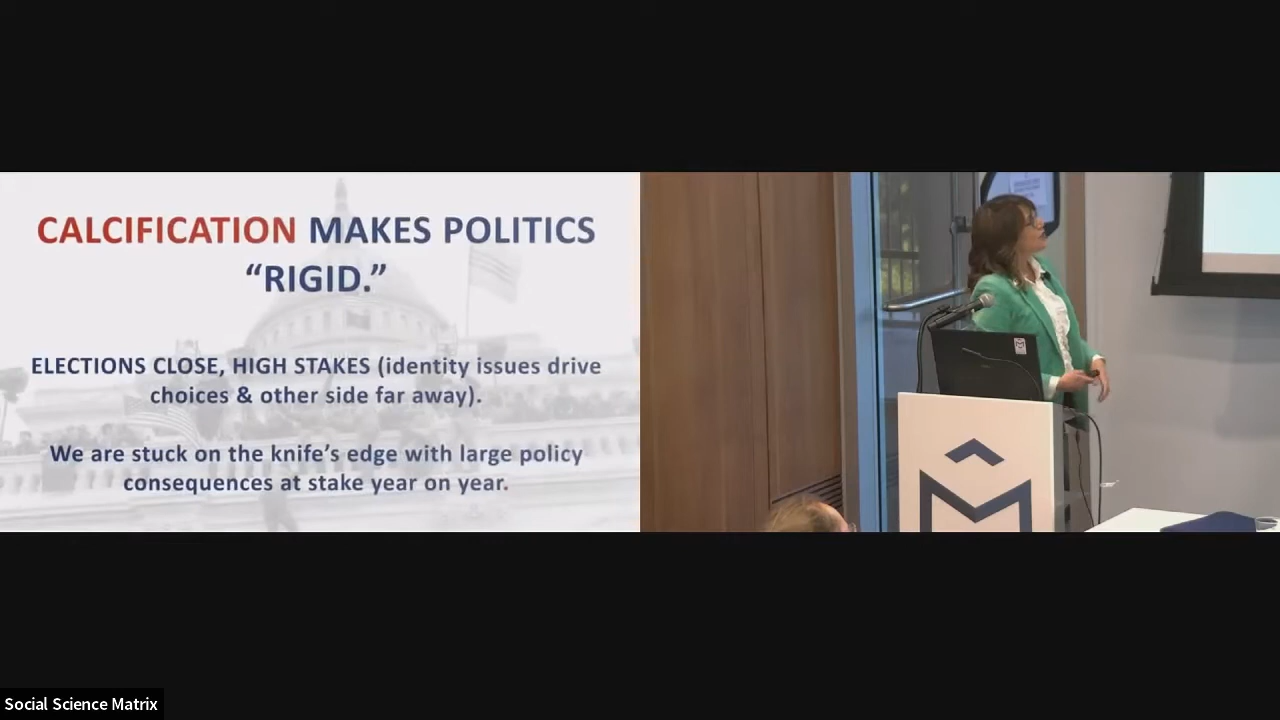 CALCIFICATION MAKES POLITICS
“RIGID.”
ELECTIONS CLOSE, HIGH STAKES (identity issues drive
choices & other side far away).
We are stuck on the knife’s edge with large policy
consequences at stake year on year.
Social Science Matrix